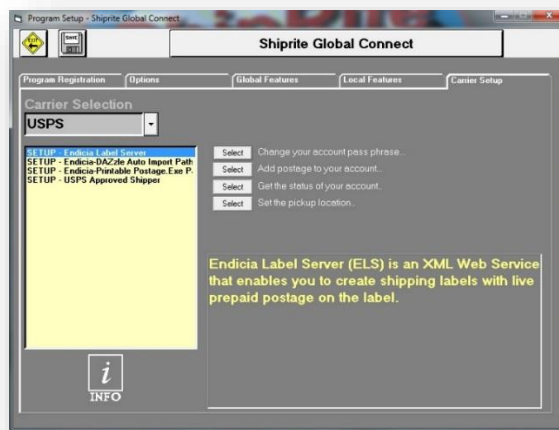 Program Setup - Shiprite Global Connect
EXIT
SAVE
Shiprite Global Connect
Program Registration
Options
Global Features
Local Features
Carrier Setup
Carrier Selection
USPS
SETUP - Endicia Label Server
SETUP - Endicia-DAZzle Auto Import Path
SETUP - Endicia-Printable Postage.Exe P
SETUP - USPS Approved Shipper
Select Change your account pass phrase..
Select Add postage to your account..
Select Get the status of your account.
Select Set the pickup location..
Endicia Label Server (ELS) is an XML Web Service
that enables you to create shipping labels with live
prepaid postage on the label.
i
INFO